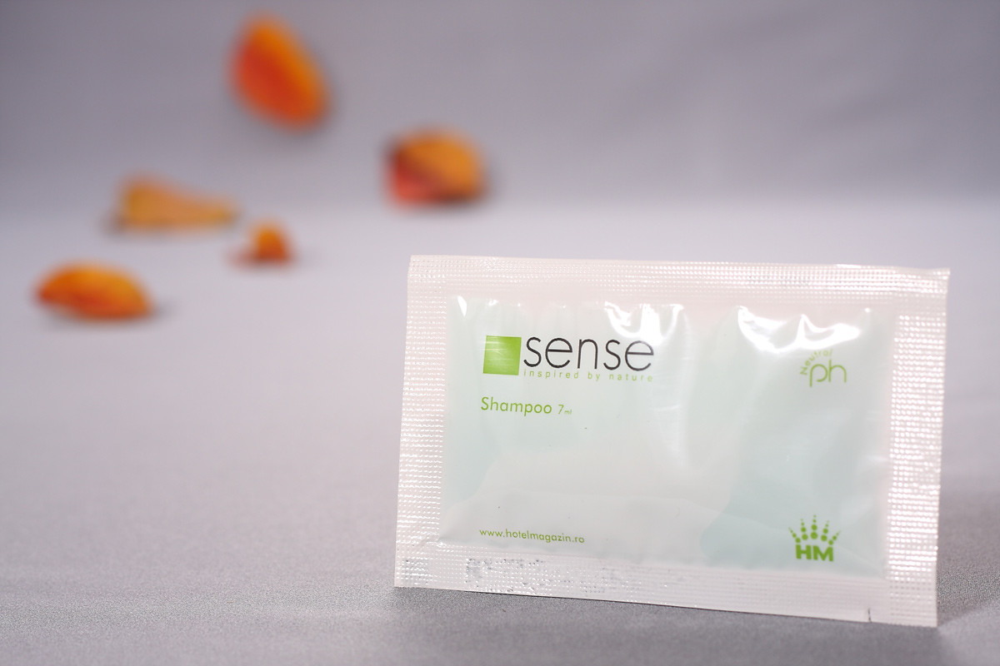 sense
inspired by nature
Neutral
ph
Shampoo 7ml
www.hotelmagazin.ro
HM